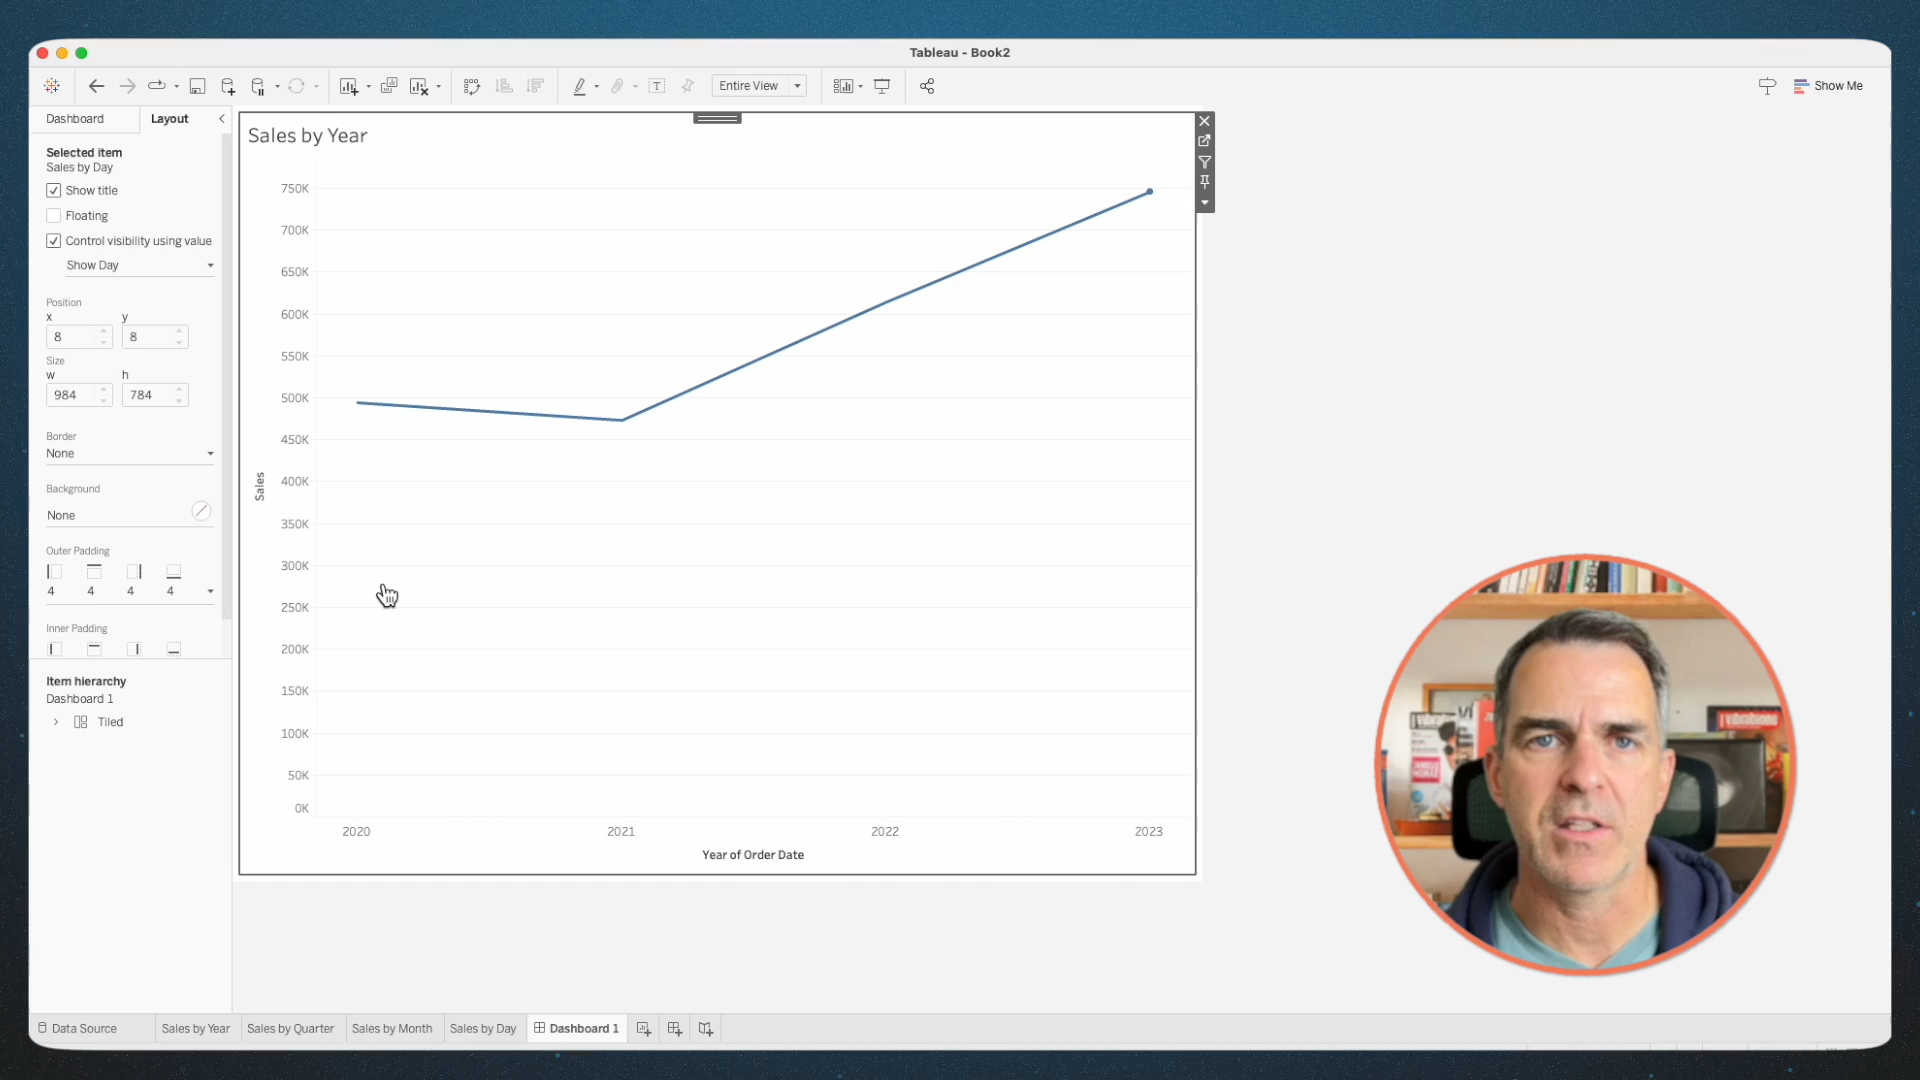 Tableau - Book2
Entire View
Show Me
Dashboard
Layout
Selected item
Sales by Day
Show title
Floating
Control visibility using value
Show Day
Position
x
y
8
8
Size
w
h
984
784
Border
None
Background
None
Outer Padding
4
4
4
4
Inner Padding
Item hierarchy
Dashboard 1
Tiled
Sales by Year
750K
700K
650K
600K
550K
500K
450K
400K
350K
300K
250K
200K
150K
100K
50K
0K
Sales
2020
2021
2022
2023
Year of Order Date
Data Source
Sales by Year
Sales by Quarter
Sales by Month
Sales by Day
Dashboard 1